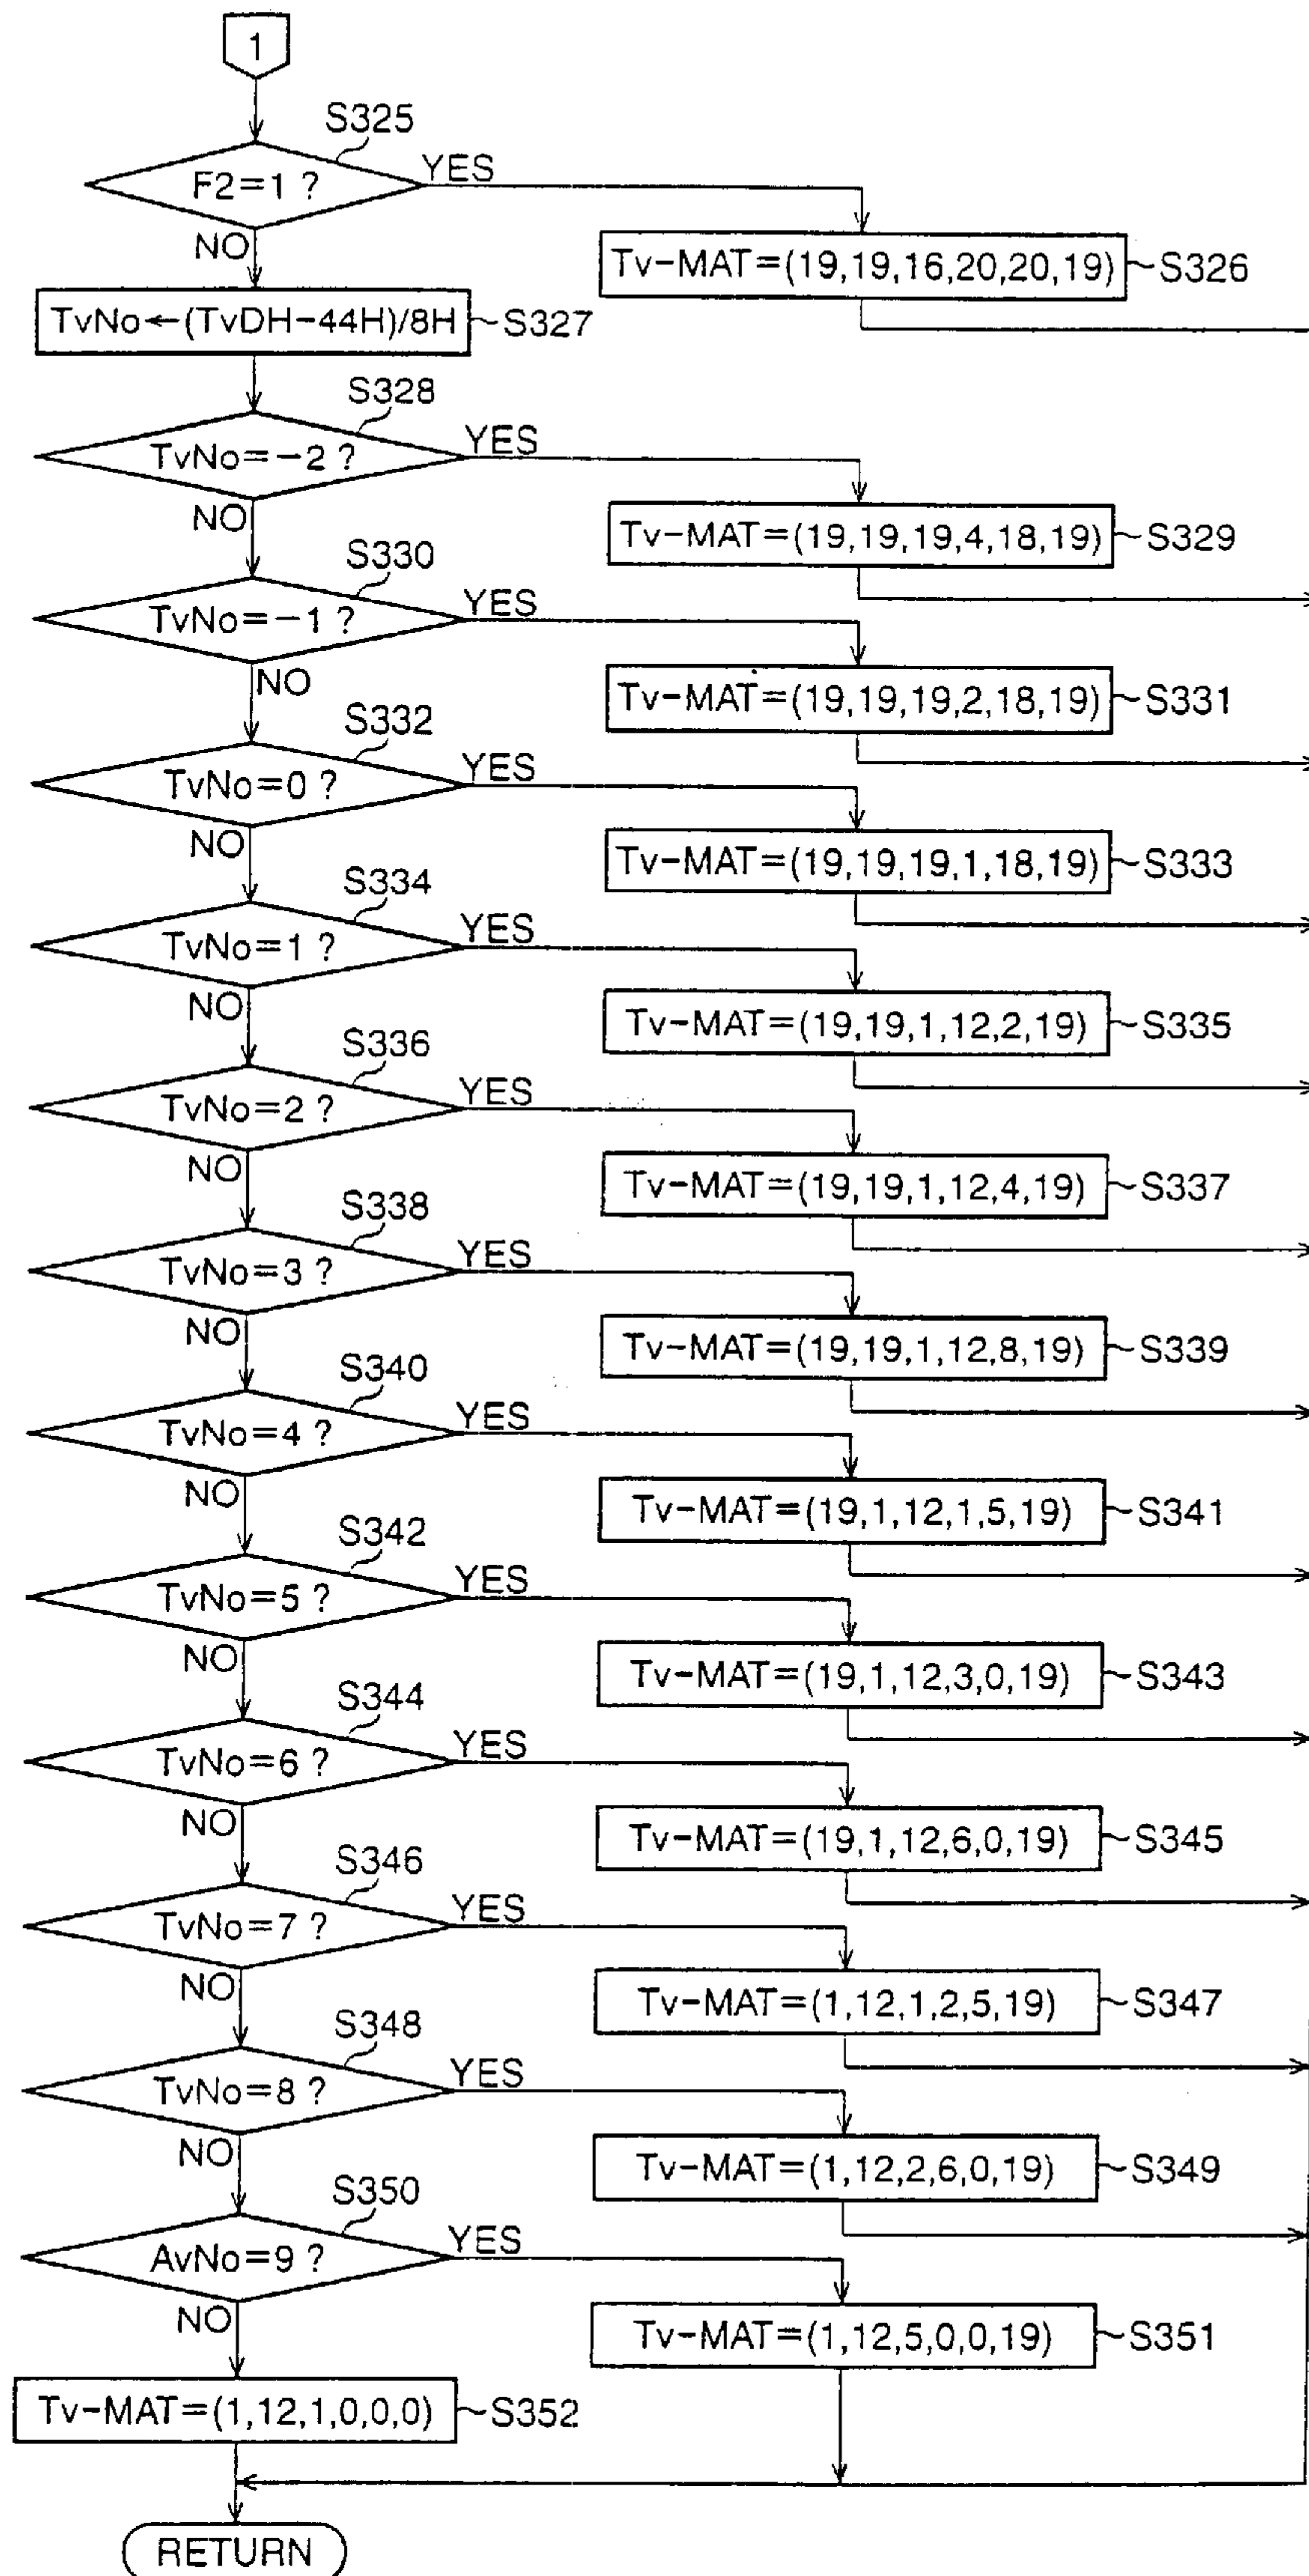 1
S325
F2=1 ?
YES
NO
Tv-MAT=(19,19,16,20,20,19)
S326
TvNo←(TvDH-44H)/8H
S327
S328
TvNo=-2 ?
YES
NO
Tv-MAT=(19,19,19,4,18,19)
S329
S330
TvNo=-1 ?
YES
NO
Tv-MAT=(19,19,19,2,18,19)
S331
S332
TvNo=0 ?
YES
NO
Tv-MAT=(19,19,19,1,18,19)
S333
S334
TvNo=1 ?
YES
NO
Tv-MAT=(19,19,1,12,2,19)
S335
S336
TvNo=2 ?
YES
NO
Tv-MAT=(19,19,1,12,4,19)
S337
S338
TvNo=3 ?
YES
NO
Tv-MAT=(19,19,1,12,8,19)
S339
S340
TvNo=4 ?
YES
NO
Tv-MAT=(19,1,12,1,5,19)
S341
S342
TvNo=5 ?
YES
NO
Tv-MAT=(19,1,12,3,0,19)
S343
S344
TvNo=6 ?
YES
NO
Tv-MAT=(19,1,12,6,0,19)
S345
S346
TvNo=7 ?
YES
NO
Tv-MAT=(1,12,1,2,5,19)
S347
S348
TvNo=8 ?
YES
NO
Tv-MAT=(1,12,2,6,0,19)
S349
S350
AvNo=9 ?
YES
NO
Tv-MAT=(1,12,5,0,0,19)
S351
Tv-MAT=(1,12,1,0,0,0)
S352
RETURN